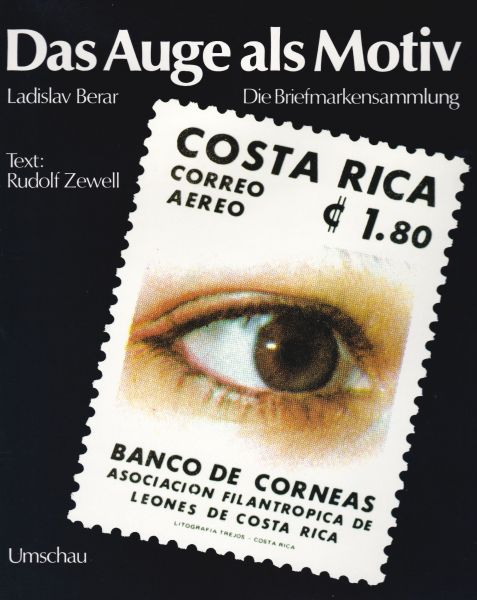 Das Auge als Motiv
Ladislav Berar
Die Briefmarkensammlung
Text:
Rudolf Zewell
COSTA RICA
CORREO
AEREO
₡ 1.80
BANCO DE CORNEAS
ASOCIACION FILANTROPICA DE
LEONES DE COSTA RICA
LITOGRAFIA TREJOS - COSTA RICA
Umschau